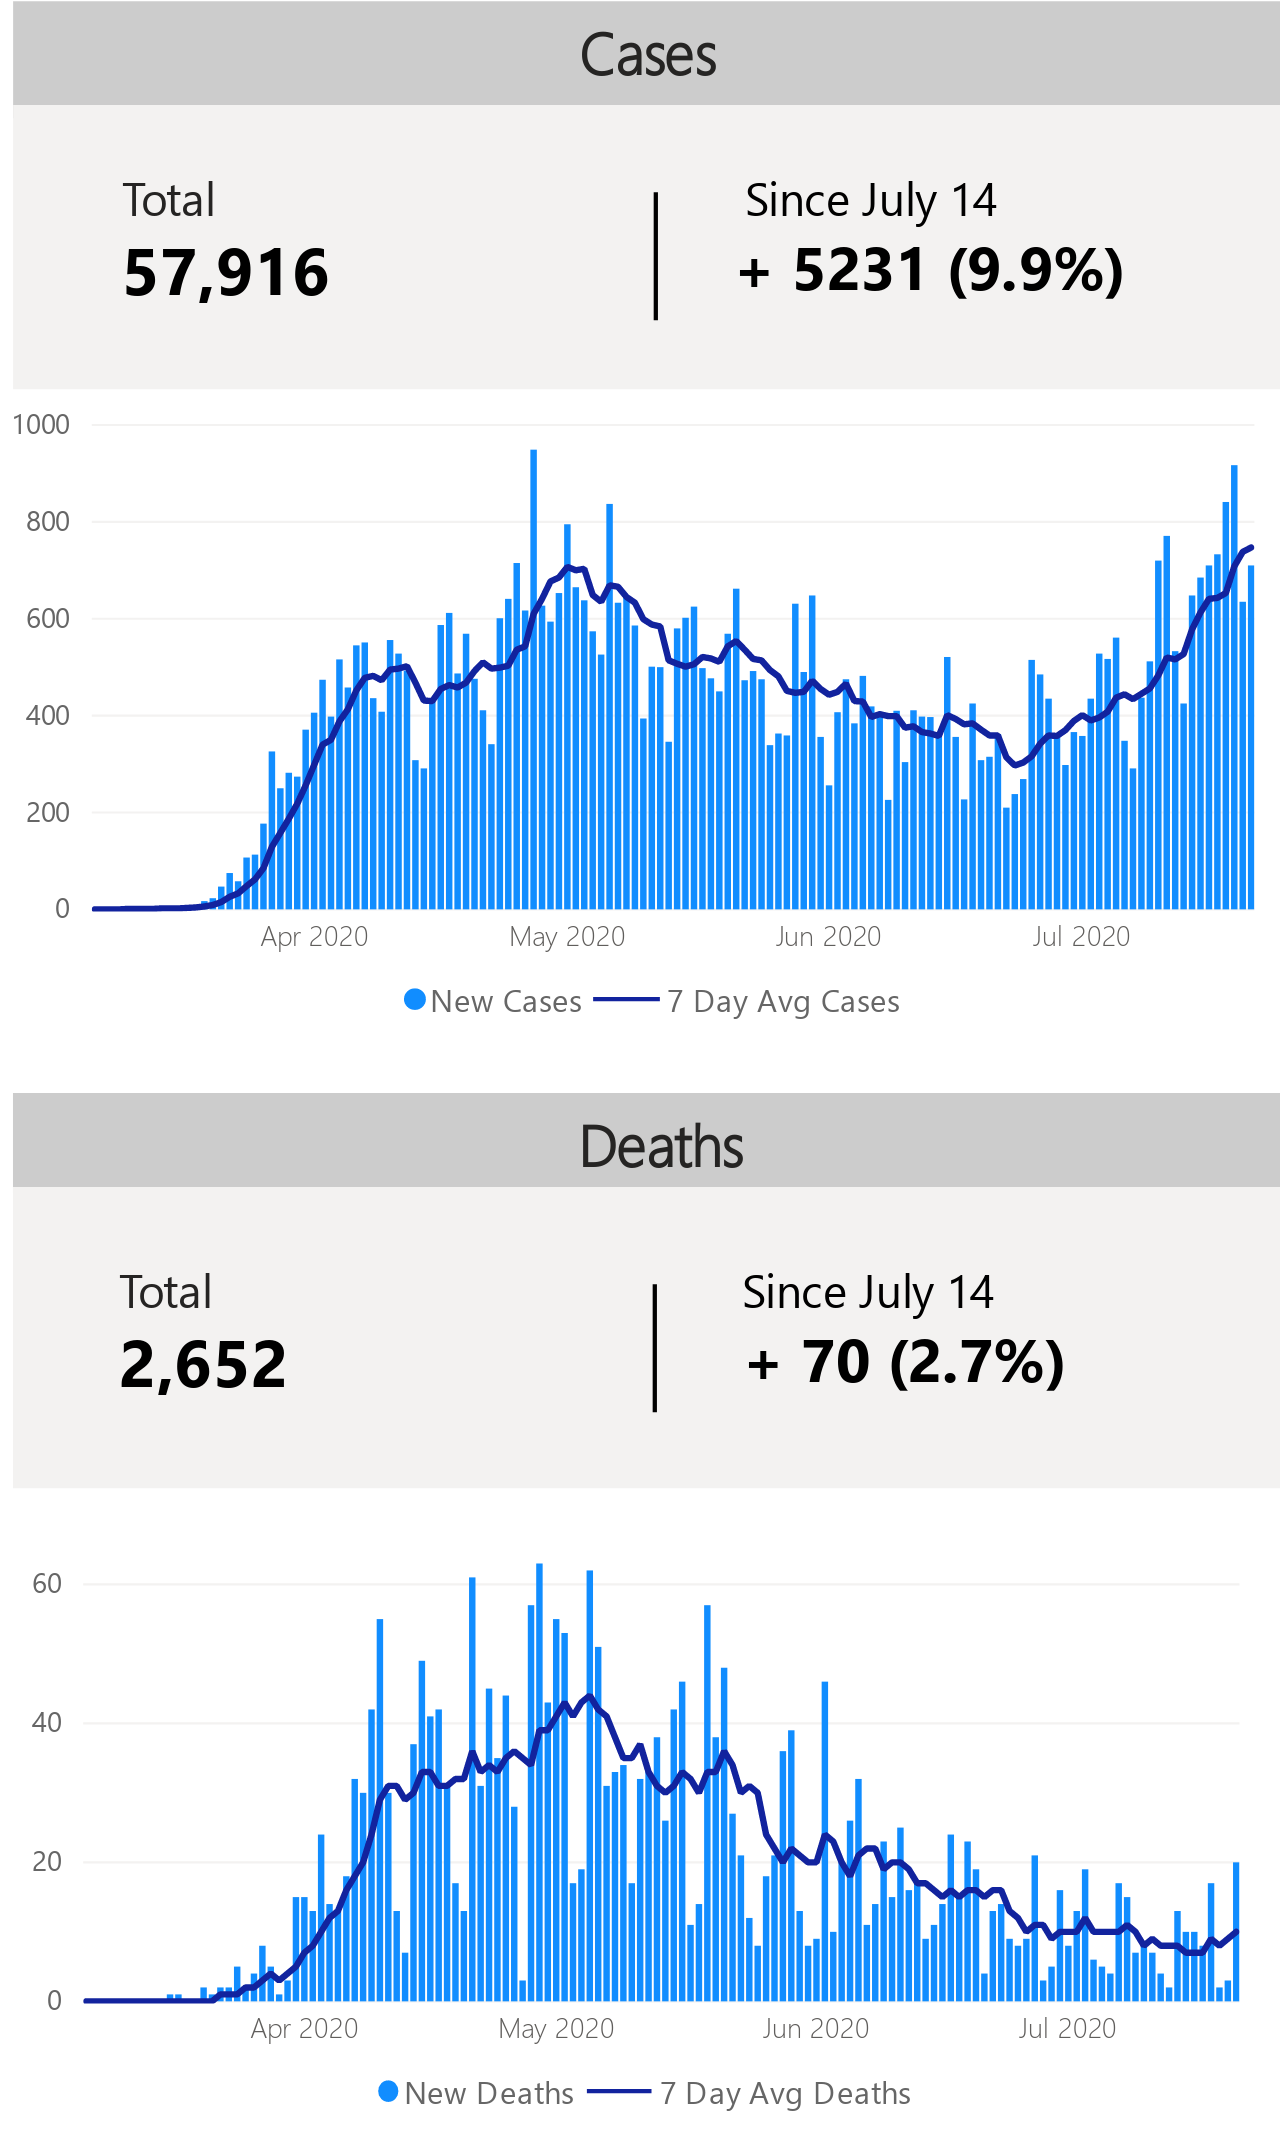 Cases
Total
Since July 14
57,916
+ 5231 (9.9%)
1000
800
600
400
200
0
Apr 2020
May 2020
Jun 2020
Jul 2020
New Cases
7 Day Avg Cases
Deaths
Total
Since July 14
2,652
+ 70 (2.7%)
60
40
20
0
Apr 2020
May 2020
Jun 2020
Jul 2020
New Deaths
7 Day Avg Deaths